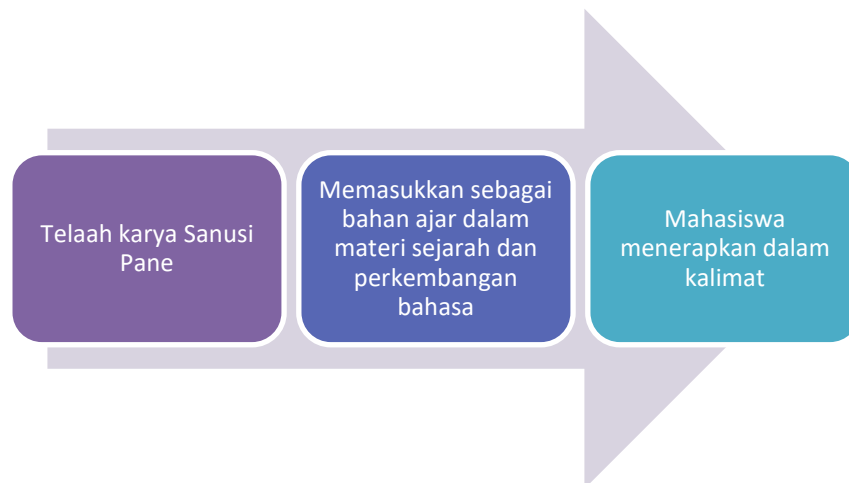 Telaah karya Sanusi
Pane
Memasukkan sebagai
bahan ajar dalam
materi sejarah dan
perkembangan
bahasa
Mahasiswa
menerapkan dalam
kalimat